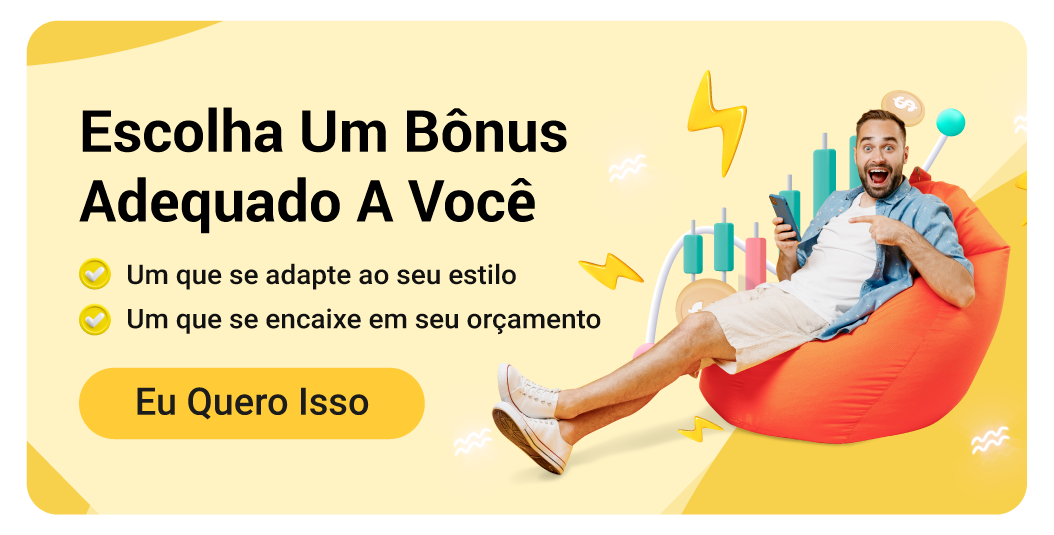 Escolha Um Bônus
Adequado A Você
Um que se adapte ao seu estilo
Um que se encaixe em seu orçamento
Eu Quero Isso